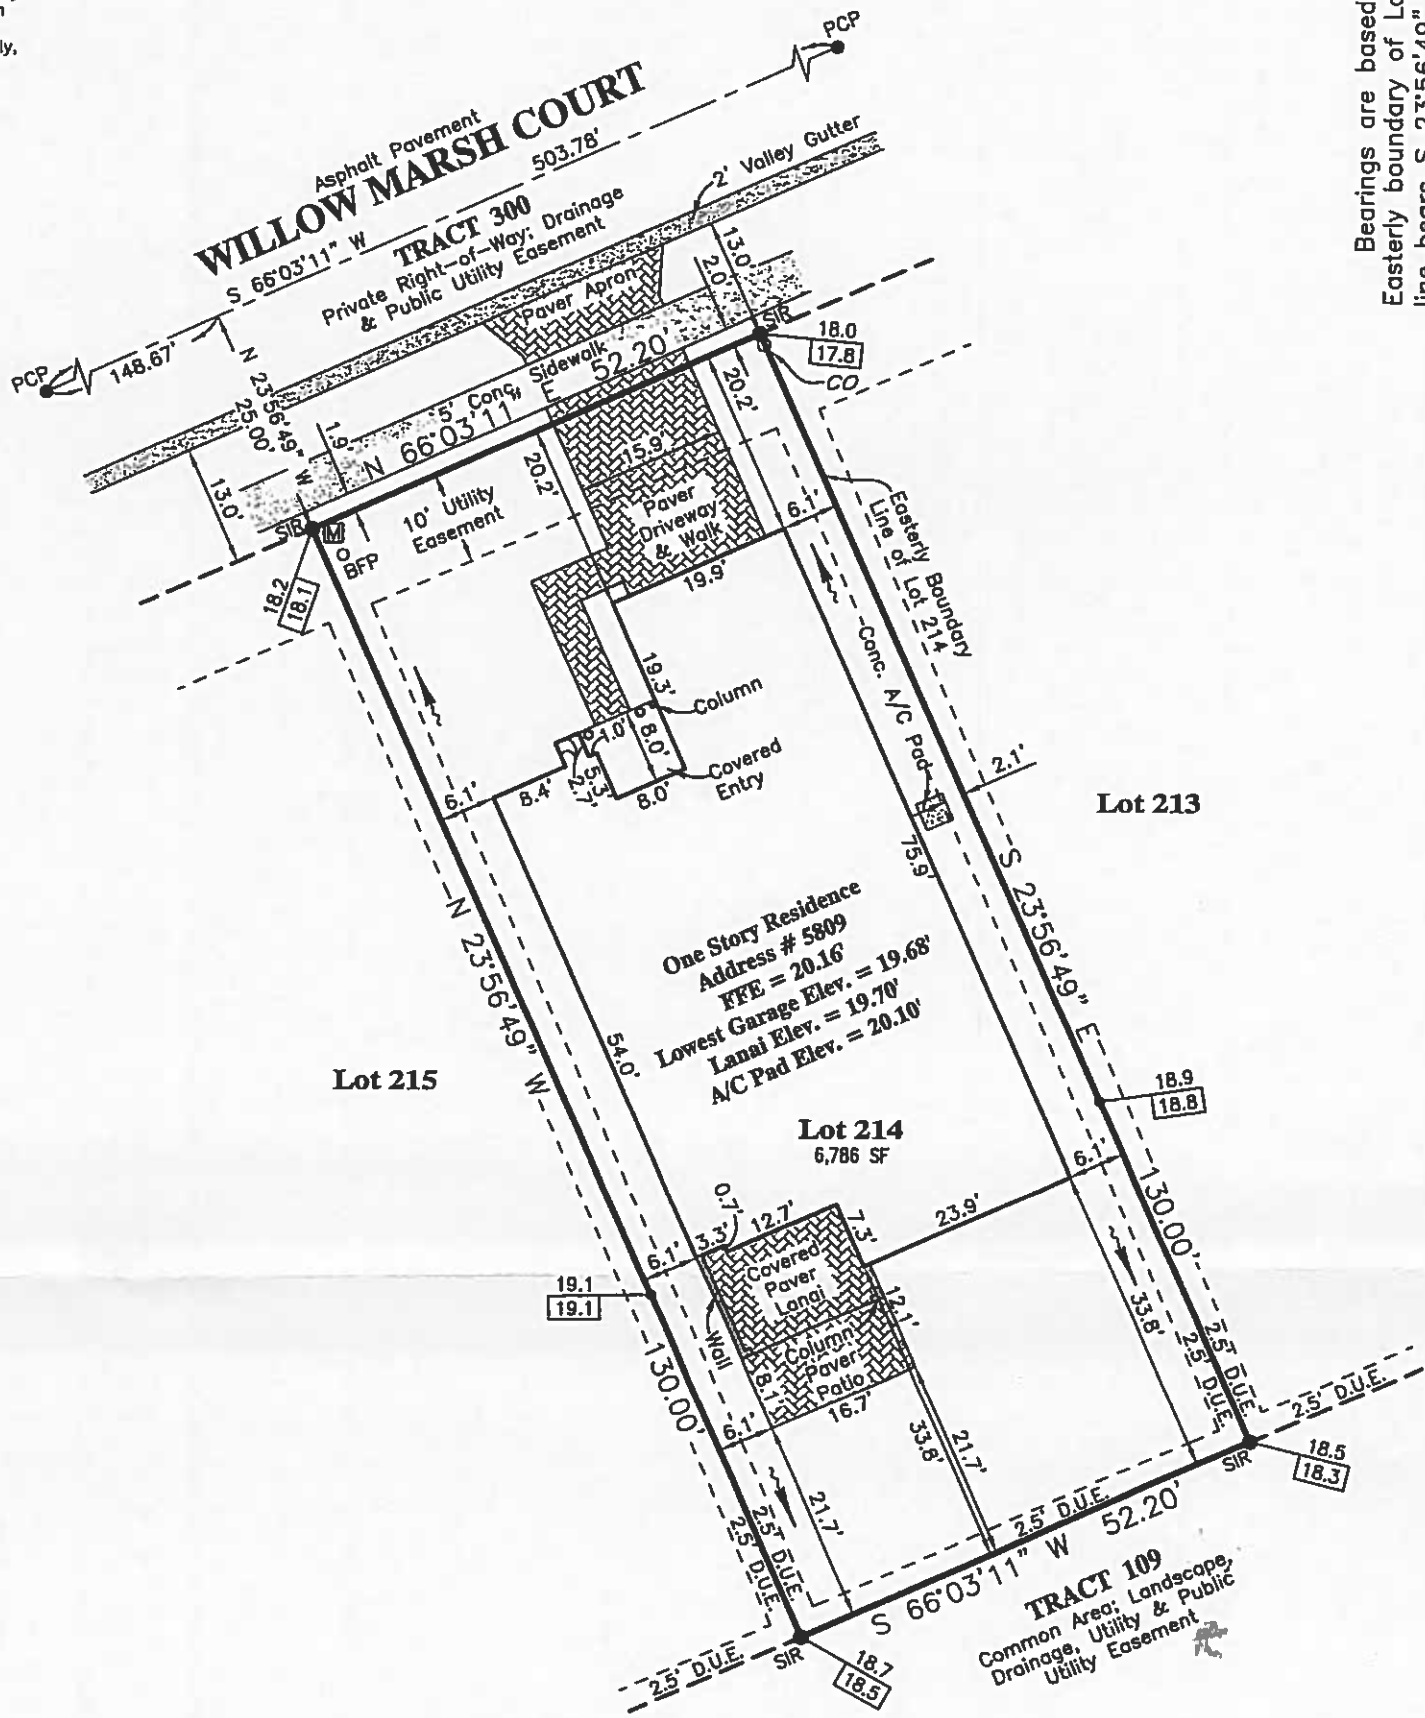 ly,
Bearings are based
Easterly boundary of Lo
line bears S 23°56'49"
PCP
Asphalt Pavement
WILLOW MARSH COURT
503.78'
S 66°03'11" W
TRACT 300
Private Right-of-Way; Drainage
& Public Utility Easement
2' Valley Gutter
PCP
148.67'
N 23°56'49" W
25.00'
13.0'
2.0'
Paver Apron
5' Conc. Sidewalk
1.9'
N 66°03'11" E 52.20'
13.0'
SIR
18.0
17.8
CO
SIR
M
BFP
18.2
18.1
10' Utility
Easement
20.2'
15.9'
20.2'
Paver
Driveway
& Walk
6.1'
19.9'
Easterly Boundary
Line of Lot 214
19.3'
Column
Conc. A/C Pad
1.0'
8.0'
Covered
Entry
5.3'
2.7'
8.0'
8.4'
6.1'
2.1'
Lot 213
75.9'
N 23°56'49" W
S 23°56'49" E
One Story Residence
Address # 5809
FFE = 20.16'
Lowest Garage Elev. = 19.68'
Lanai Elev. = 19.70'
A/C Pad Elev. = 20.10'
54.0'
Lot 215
18.9
18.8
Lot 214
6,786 SF
6.1'
130.00'
0.7'
12.7'
7.3'
23.9'
3.3'
6.1'
19.1
19.1
Covered
Paver
Lanai
12.1'
Wall
Column
Paver
Patio
8.1'
16.7'
130.00'
6.1'
33.8'
33.8'
21.7'
21.7'
2.5' D.U.E.
2.5' D.U.E.
2.5' D.U.E.
18.5
18.3
SIR
2.5' D.U.E.
2.5' D.U.E.
2.5' D.U.E.
S 66°03'11" W 52.20'
TRACT 109
Common Area; Landscape,
Drainage, Utility & Public
Utility Easement
SIR
18.7
18.5
2.5' D.U.E.